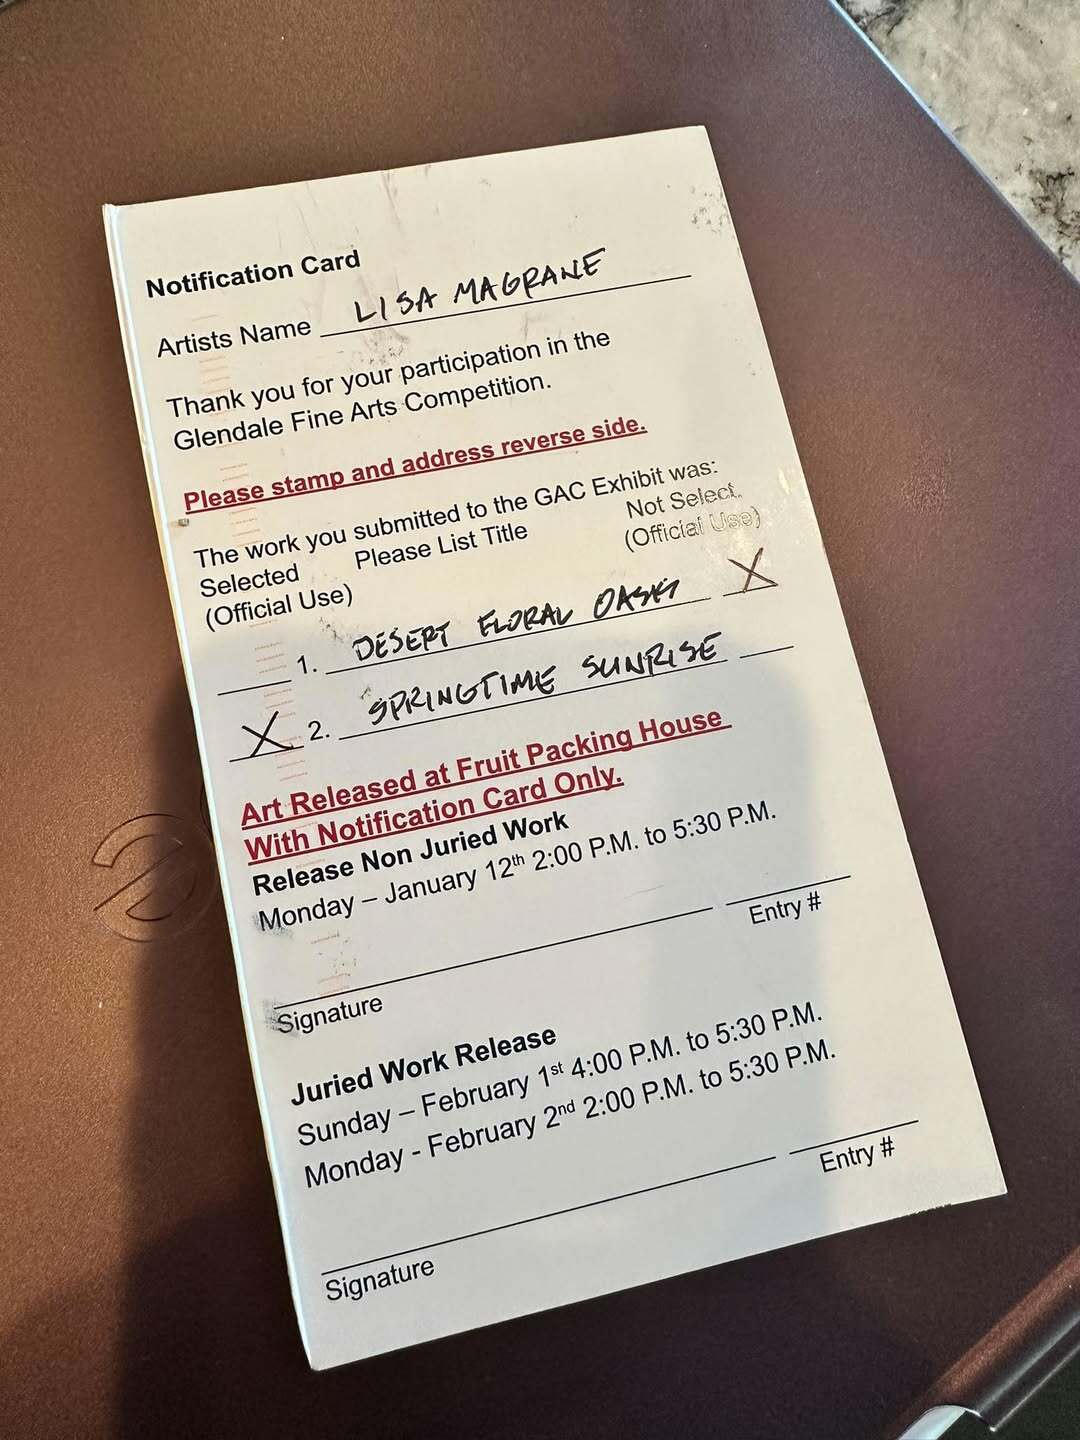 Notification Card
Artists Name LISA MAGRANE
Thank you for your participation in the
Glendale Fine Arts Competition.
Please stamp and address reverse side.
The work you submitted to the GAC Exhibit was:
Selected Please List Title Not Select.
(Official Use) (Official Use)
1. DESERT FLORAL OASIS X
X 2. SPRINGTIME SUNRISE
Art Released at Fruit Packing House
With Notification Card Only.
Release Non Juried Work
Monday – January 12th 2:00 P.M. to 5:30 P.M.
Entry #
Signature
Juried Work Release
Sunday – February 1st 4:00 P.M. to 5:30 P.M.
Monday - February 2nd 2:00 P.M. to 5:30 P.M.
Entry #
Signature